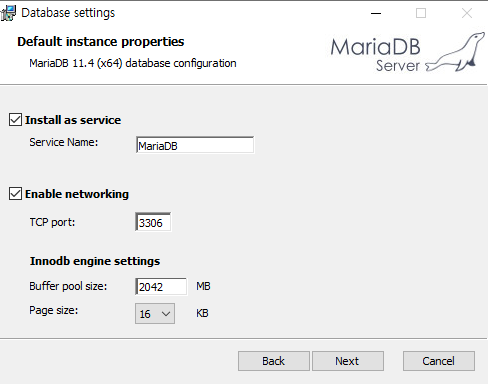 Database settings
Default instance properties
MariaDB 11.4 (x64) database configuration
MariaDB
Server
Install as service
Service Name: MariaDB
Enable networking
TCP port: 3306
Innodb engine settings
Buffer pool size: 2042 MB
Page size: 16 KB
Back Next Cancel